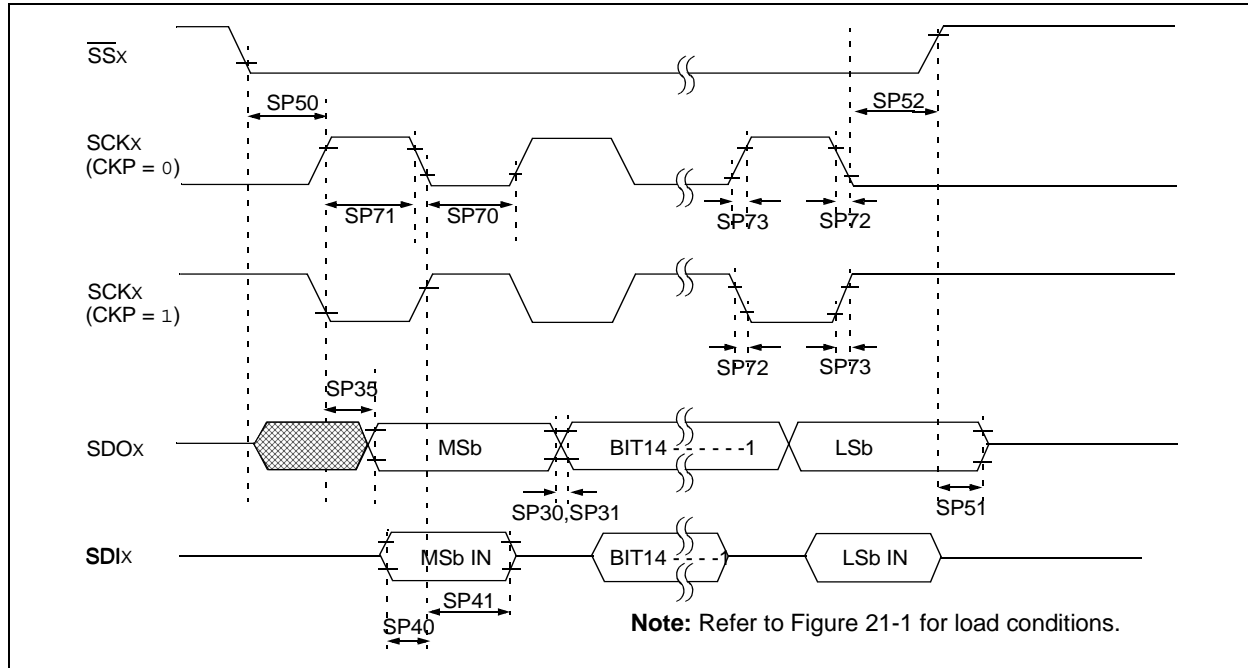 SSX
SP50
SP52
SCKX
(CKP = 0)
SP71
SP70
SP73
SP72
SCKX
(CKP = 1)
SP72
SP73
SP35
SDOX
MSb
BIT14 - - - - - -1
LSb
SP30,SP31
SP51
SDIX
MSb IN
BIT14 - - - - -1
LSb IN
SP41
SP40
Note: Refer to Figure 21-1 for load conditions.